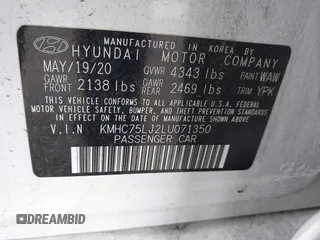 MANUFACTURED IN KOREA BY
HYUNDAI MOTOR COMPANY
MAY/19/20 GVWR 4343 lbs PAINT WAW
GAWR FRONT 2138 lbs GAWR REAR 2469 lbs TRIM YPK
THIS VEHICLE CONFORMS TO ALL APPLICABLE U.S.A. FEDERAL
MOTOR VEHICLE SAFETY, BUMPER, AND THEFT PREVENTION
STANDARDS IN EFFECT ON THE DATE OF MANUFACTURE SHOWN ABOVE
V.I.N KMHC75LJ2LU071350
PASSENGER CAR
DREAMBID